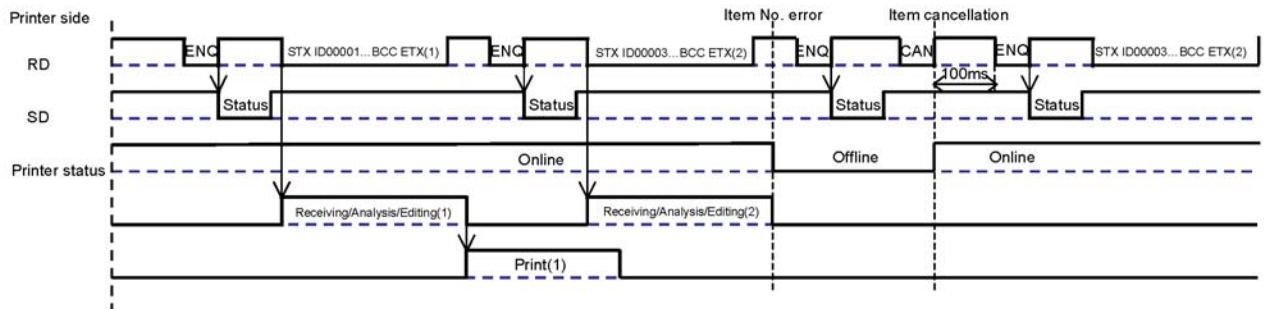 Printer side
Item No. error
Item cancellation
RD
ENQ
STX ID00001...BCC ETX(1)
ENQ
STX ID00003...BCC ETX(2)
ENQ
CAN
ENQ
STX ID00003...BCC ETX(2)
100ms
SD
Status
Status
Status
Status
Printer status
Online
Offline
Online
Receiving/Analysis/Editing(1)
Receiving/Analysis/Editing(2)
Print(1)